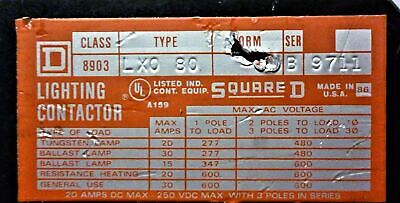 D
CLASS TYPE FORM SER
8903 LXO 80 B 9711
LIGHTING CONTACTOR
UL LISTED IND. CONT. EQUIP.
A159
SQUARE D
MADE IN U.S.A.
86
MAX-AC VOLTAGE
TYPE OF LOAD MAX AMPS 1 POLE TO LOAD 2 POLES TO LOAD 1Ø 3 POLES TO LOAD 3Ø
TUNGSTEN LAMP 20 277 480
BALLAST LAMP 30 277 480
BALLAST LAMP 15 347 600
RESISTANCE HEATING 20 600 600
GENERAL USE 30 600 600
20 AMPS DC MAX- 250 VDC MAX WITH 3 POLES IN SERIES